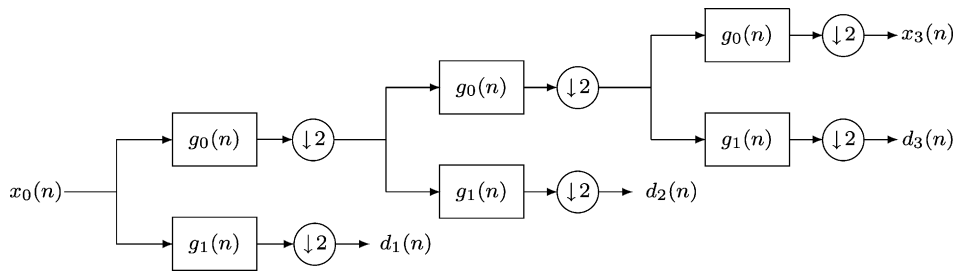 g₀(n) ↓2 x₃(n)
g₀(n) ↓2
g₀(n) ↓2 g₁(n) ↓2 d₃(n)
x₀(n) g₁(n) ↓2 d₂(n)
g₁(n) ↓2 d₁(n)